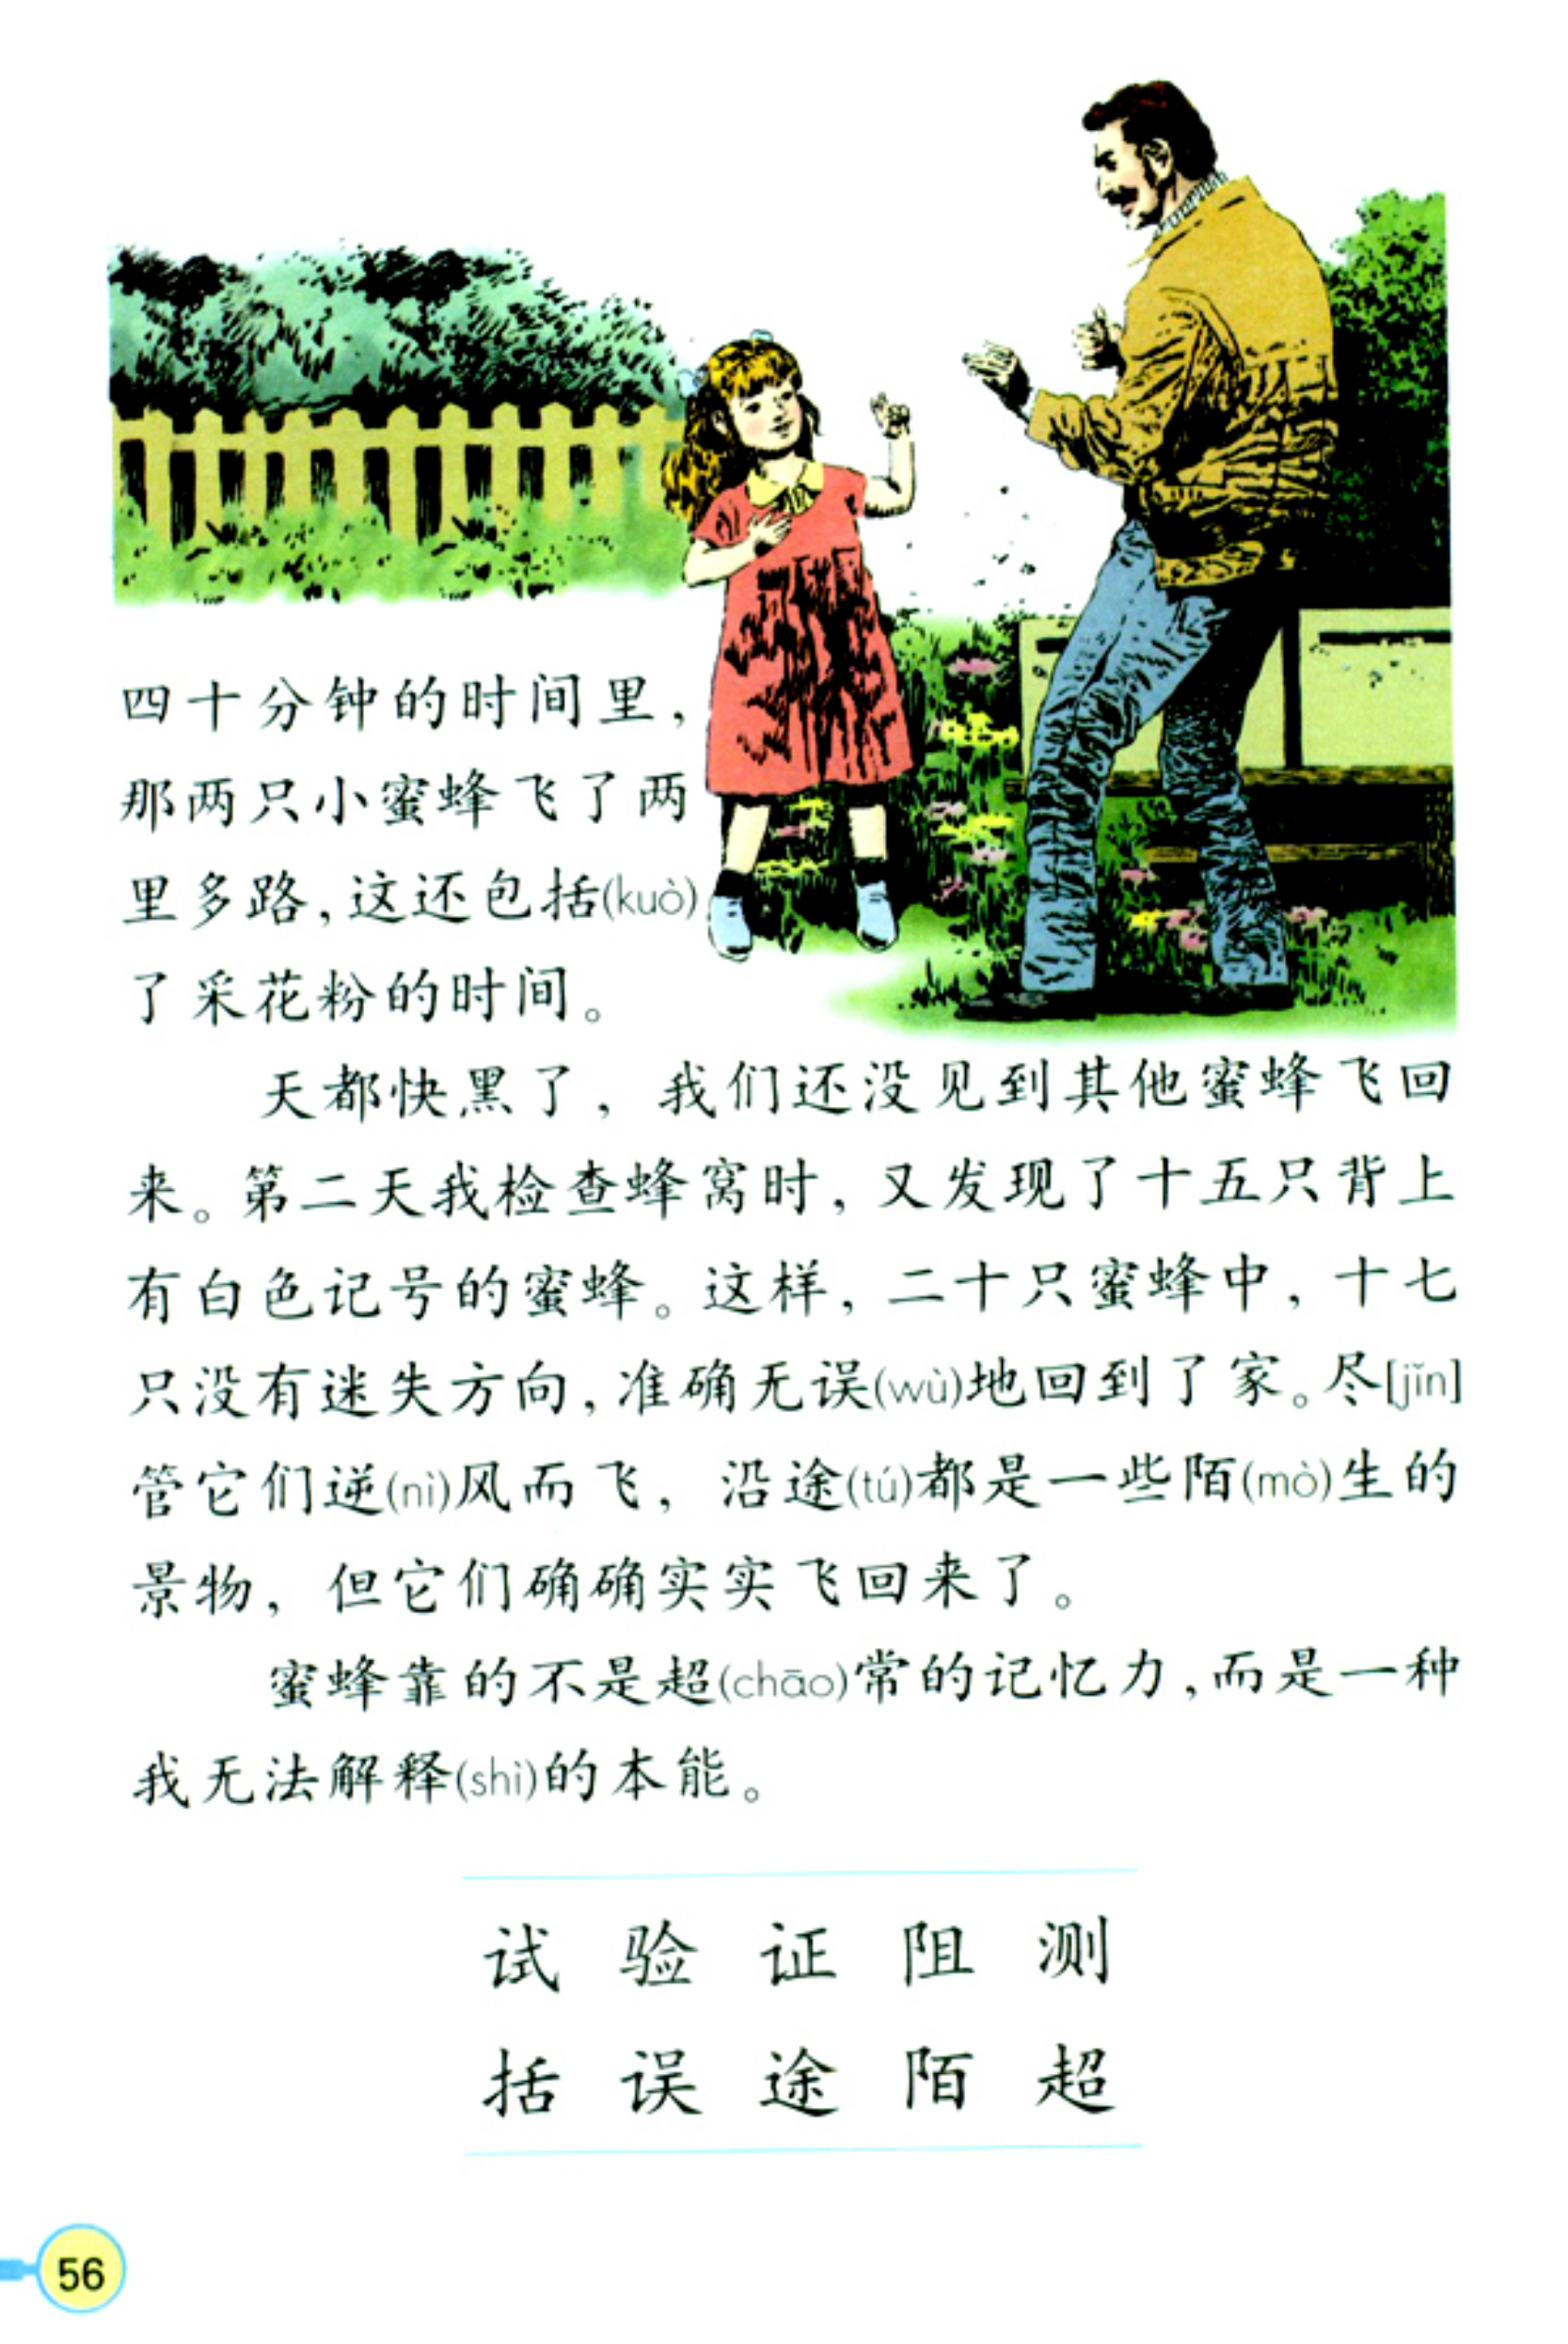 四十分钟的时间里，
那两只小蜜蜂飞了两
里多路，这还包括(kuò)
了采花粉的时间。
天都快黑了，我们还没见到其他蜜蜂飞回
来。第二天我检查蜂窝时，又发现了十五只背上
有白色记号的蜜蜂。这样，二十只蜜蜂中，十七
只没有迷失方向，准确无误(wù)地回到了家。尽[jǐn]
管它们逆(nì)风而飞，沿途(tú)都是一些陌(mò)生的
景物，但它们确确实实飞回来了。
蜜蜂靠的不是超(chāo)常的记忆力，而是一种
我无法解释(shì)的本能。
试 验 证 阻 测
括 误 途 陌 超
56